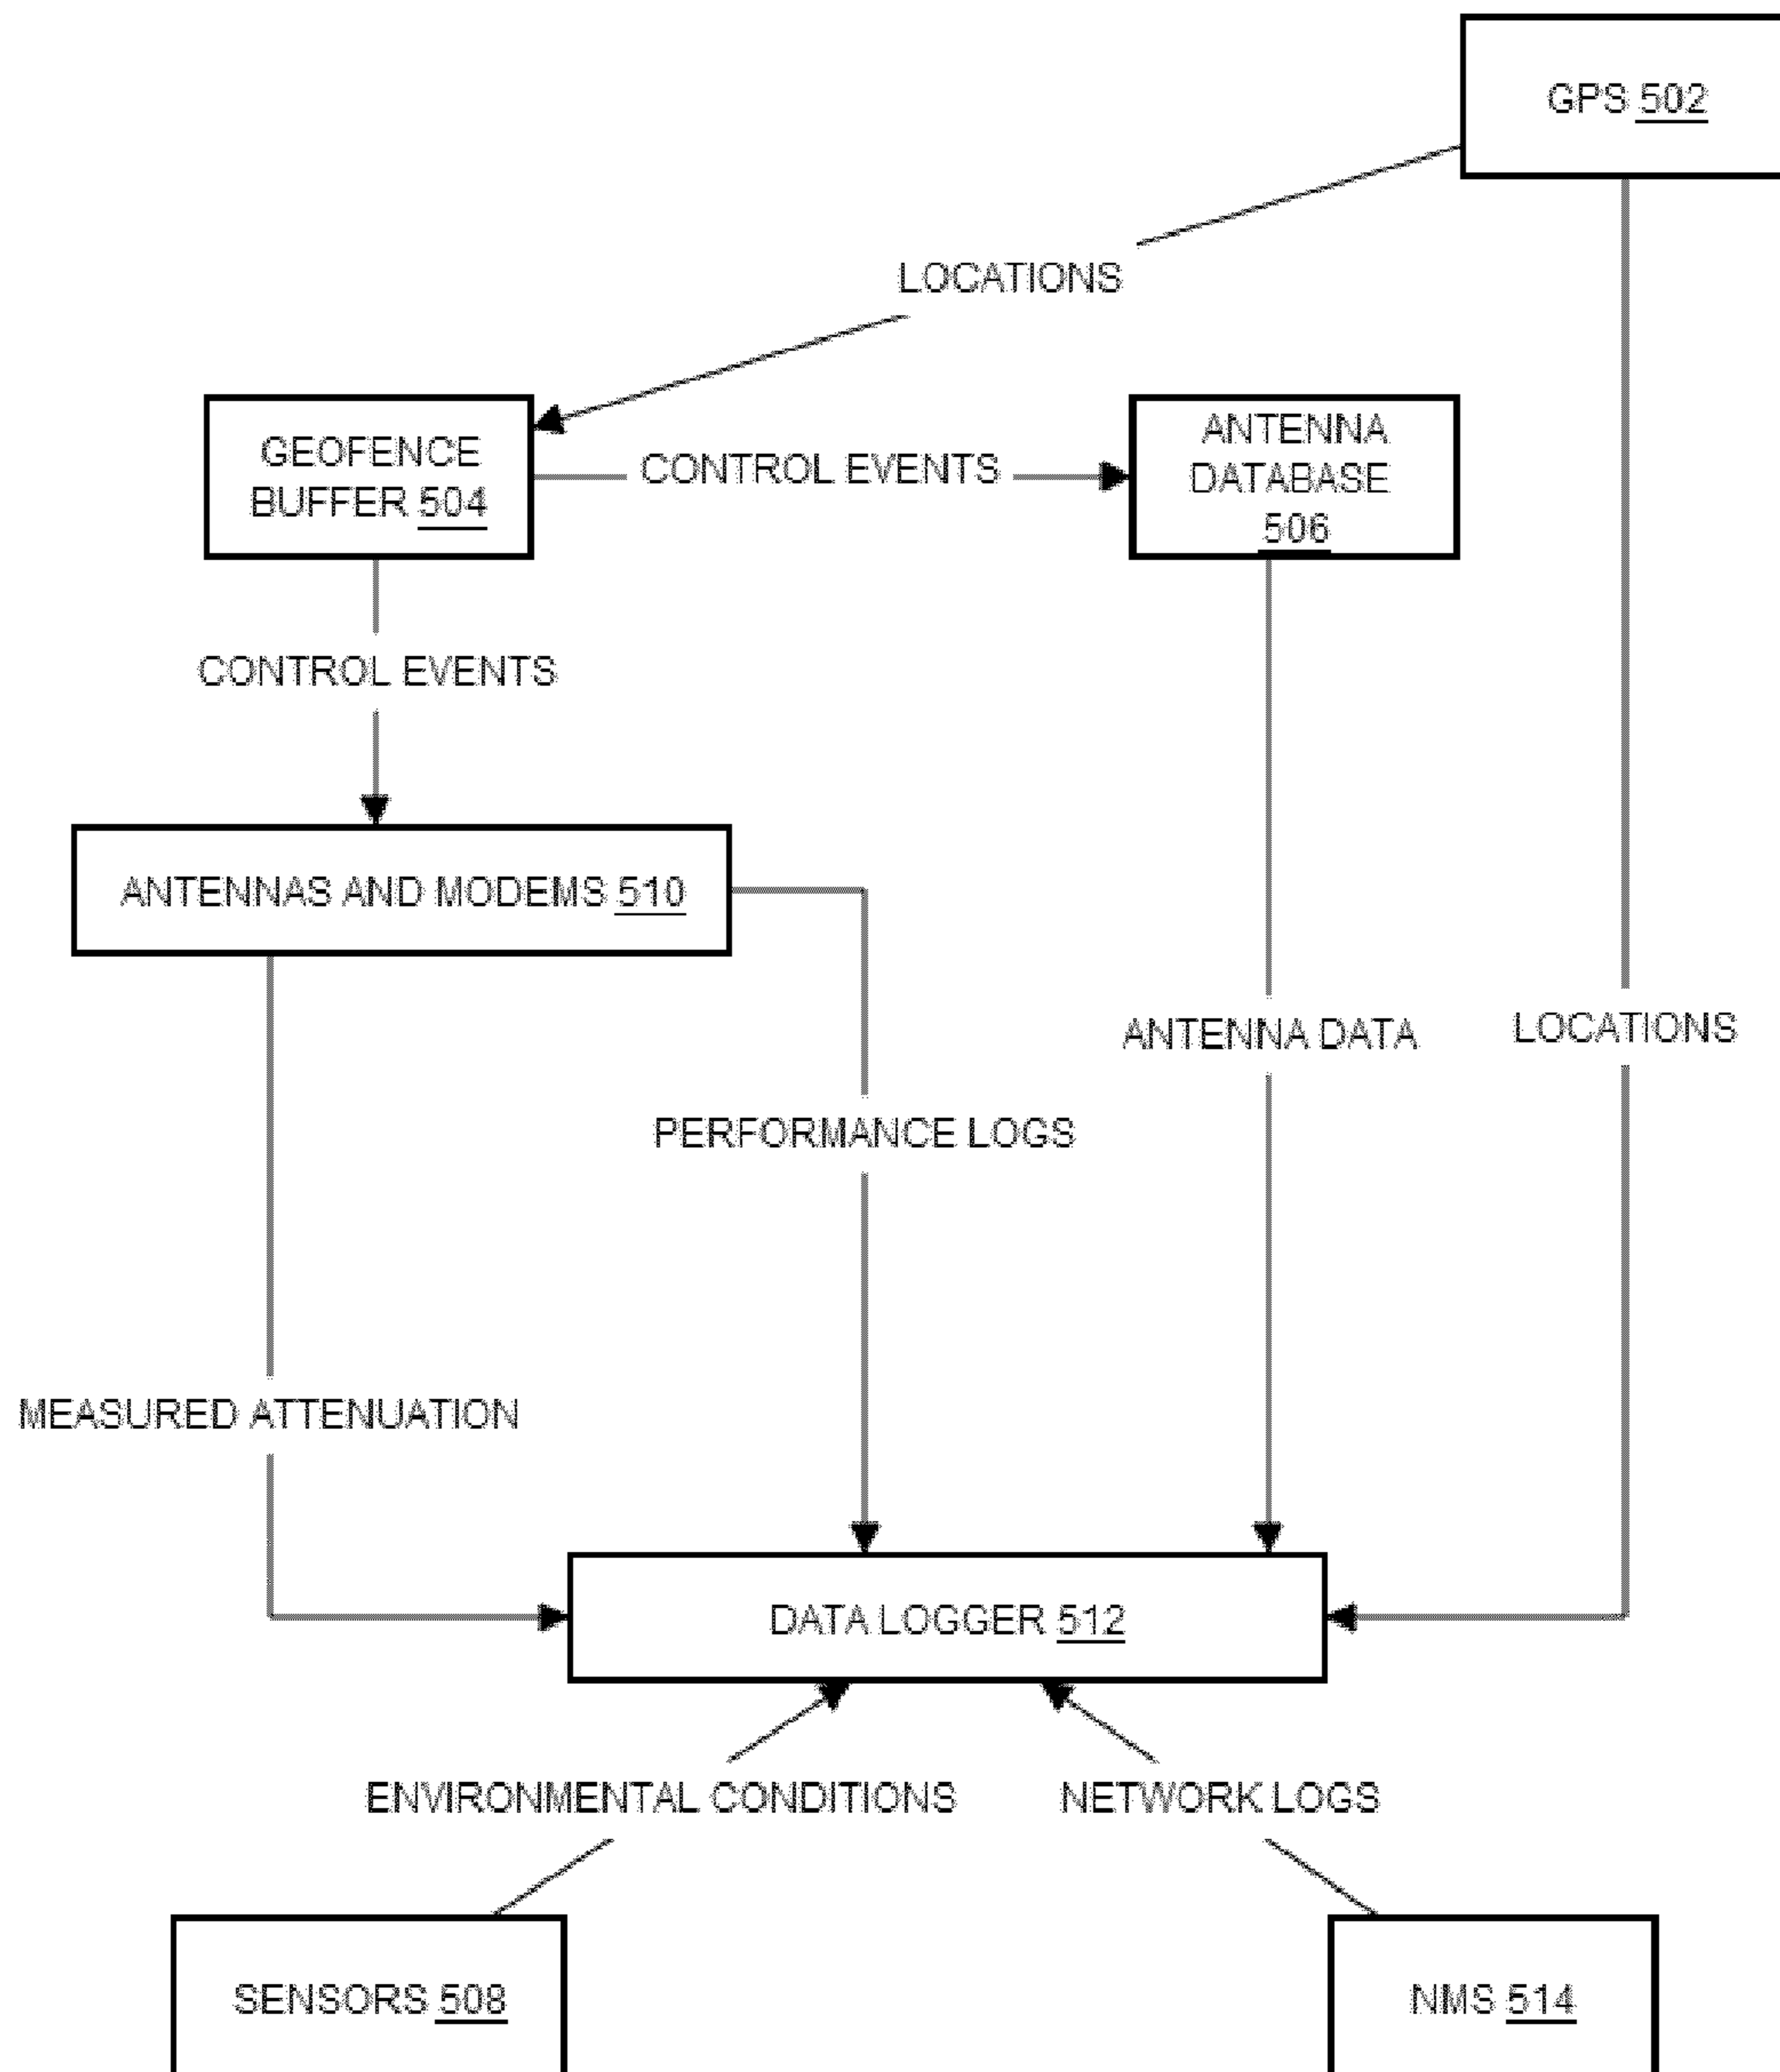 GPS 502
LOCATIONS
GEOFENCE
BUFFER 504
CONTROL EVENTS
ANTENNA
DATABASE
506
CONTROL EVENTS
ANTENNAS AND MODEMS 510
ANTENNA DATA
LOCATIONS
PERFORMANCE LOGS
MEASURED ATTENUATION
DATA LOGGER 512
ENVIRONMENTAL CONDITIONS
NETWORK LOGS
SENSORS 508
NMS 514